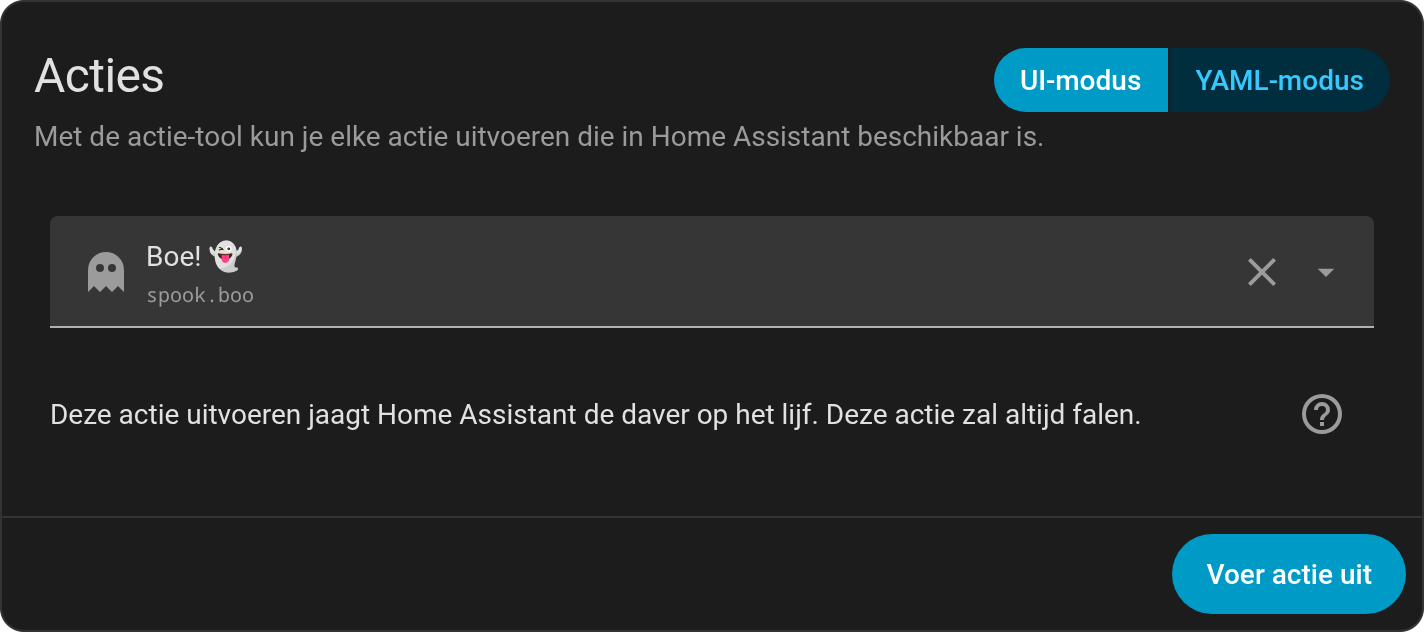 Acties
UI-modus
YAML-modus
Met de actie-tool kun je elke actie uitvoeren die in Home Assistant beschikbaar is.
Boe! 👻
spook.boo
Deze actie uitvoeren jaagt Home Assistant de daver op het lijf. Deze actie zal altijd falen.
Voer actie uit